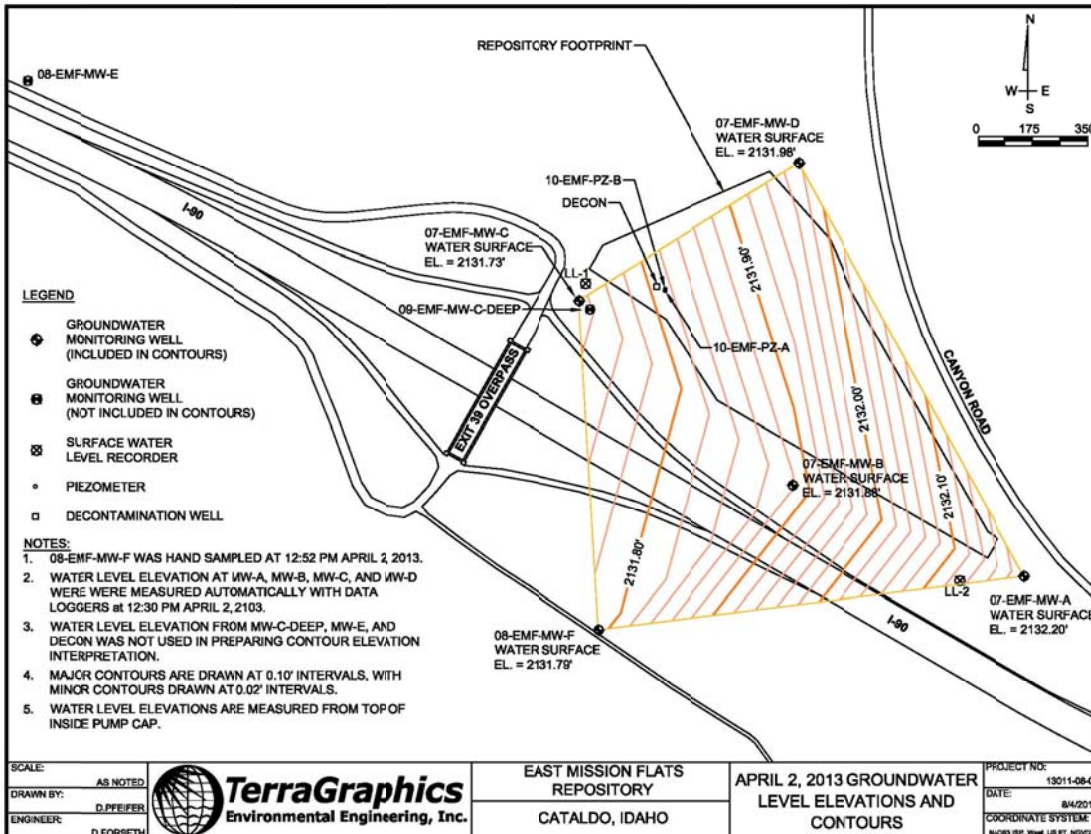 08-EMF-MW-E
REPOSITORY FOOTPRINT
N
W E
S
0 175 350
07-EMF-MW-D
WATER SURFACE
EL. = 2131.98'
10-EMF-PZ-B
DECON
I-90
07-EMF-MW-C
WATER SURFACE
EL. = 2131.73'
LL-1
2131.90'
09-EMF-MW-C-DEEP
10-EMF-PZ-A
EXIT 39 OVERPASS
CANYON ROAD
2132.00'
07-EMF-MW-B
WATER SURFACE
EL. = 2131.88'
2132.10'
2131.80'
LL-2
07-EMF-MW-A
WATER SURFACE
EL. = 2132.20'
I-90
08-EMF-MW-F
WATER SURFACE
EL. = 2131.79'
LEGEND
GROUNDWATER
MONITORING WELL
(INCLUDED IN CONTOURS)
GROUNDWATER
MONITORING WELL
(NOT INCLUDED IN CONTOURS)
SURFACE WATER
LEVEL RECORDER
PIEZOMETER
DECONTAMINATION WELL
NOTES:
1. 08-EMF-MW-F WAS HAND SAMPLED AT 12:52 PM APRIL 2, 2013.
2. WATER LEVEL ELEVATION AT MW-A, MW-B, MW-C, AND MW-D
WERE WERE MEASURED AUTOMATICALLY WITH DATA
LOGGERS at 12:30 PM APRIL 2,2103.
3. WATER LEVEL ELEVATION FROM MW-C-DEEP, MW-E, AND
DECON WAS NOT USED IN PREPARING CONTOUR ELEVATION
INTERPRETATION.
4. MAJOR CONTOURS ARE DRAWN AT 0.10' INTERVALS, WITH
MINOR CONTOURS DRAWN AT 0.02' INTERVALS.
5. WATER LEVEL ELEVATIONS ARE MEASURED FROM TOP OF
INSIDE PUMP CAP.
SCALE:
AS NOTED
DRAWN BY:
D.PFEIFER
ENGINEER:
D.FORSETH
TerraGraphics
Environmental Engineering, Inc.
EAST MISSION FLATS
REPOSITORY
CATALDO, IDAHO
APRIL 2, 2013 GROUNDWATER
LEVEL ELEVATIONS AND
CONTOURS
PROJECT NO:
13011-08-
DATE:
8/4/201
COORDINATE SYSTEM: